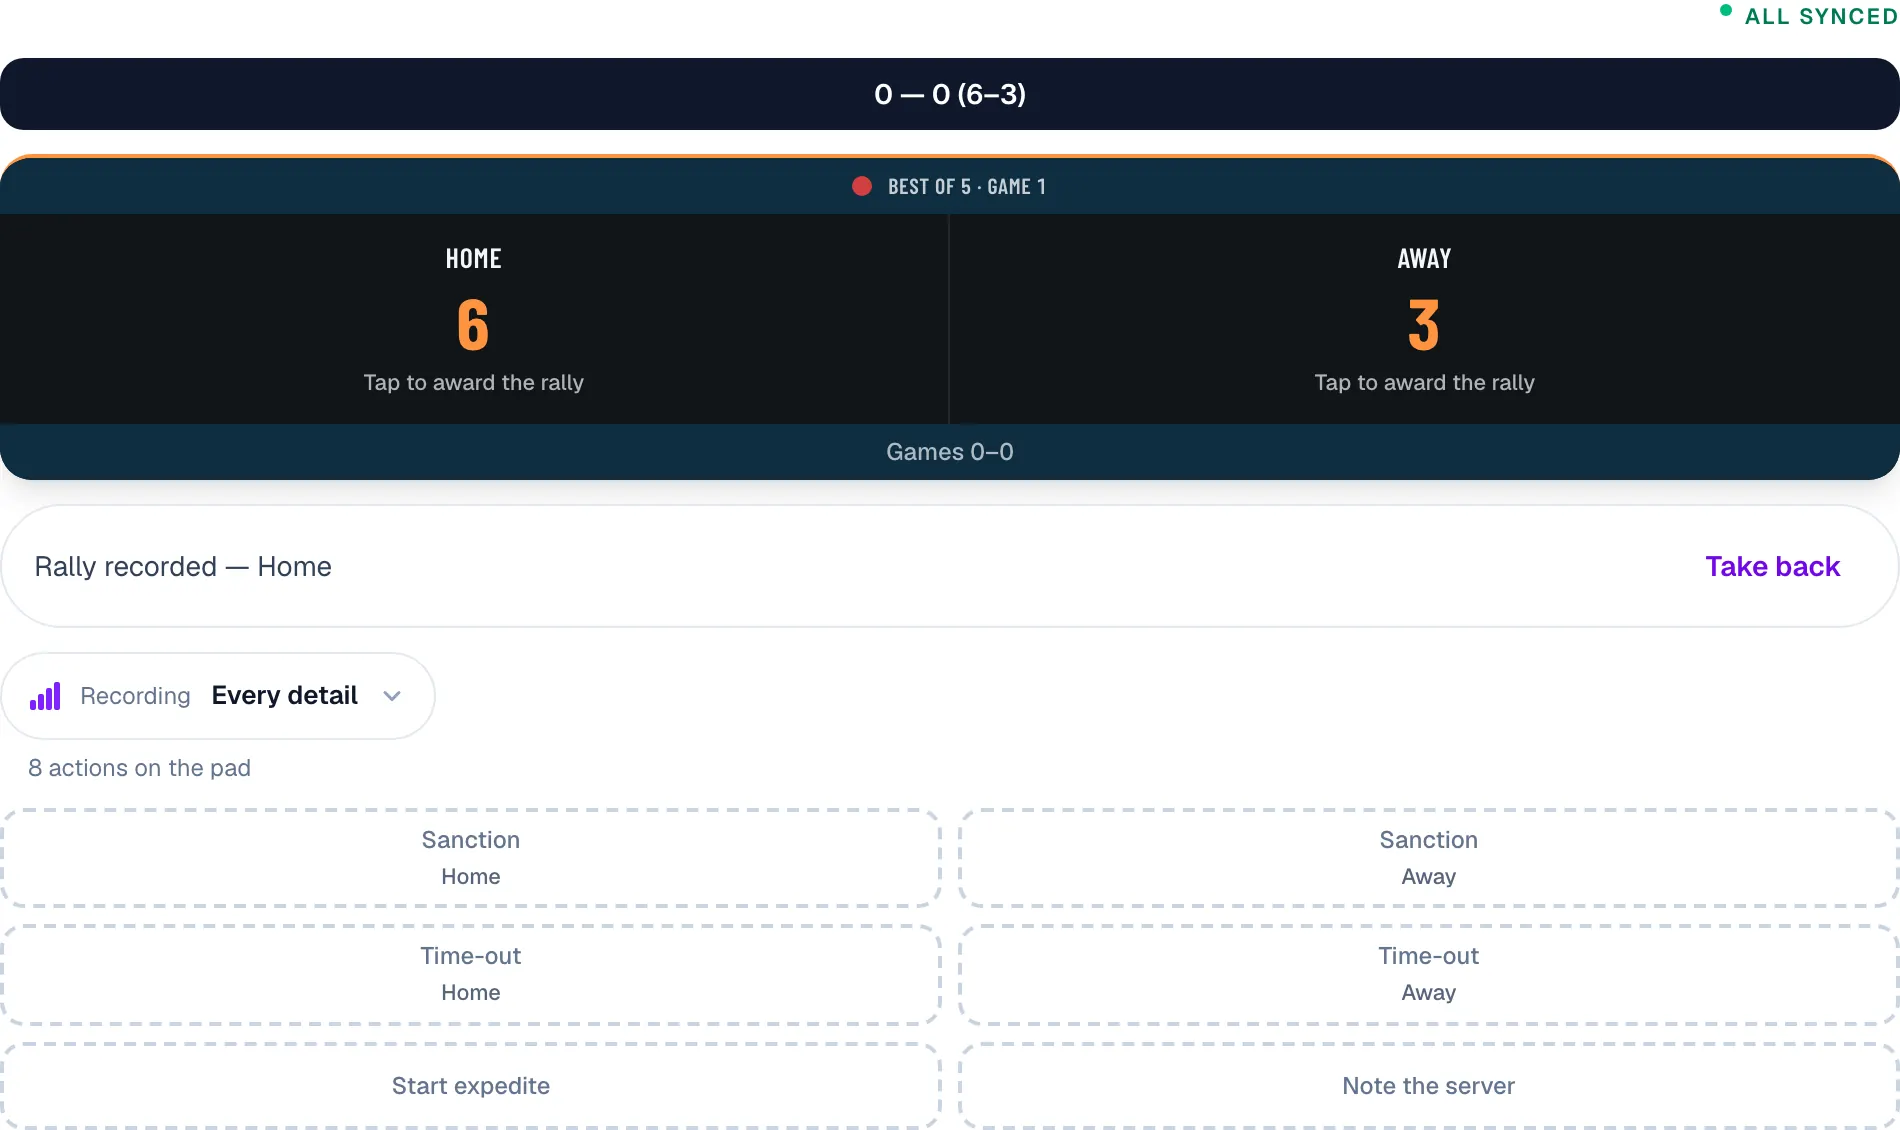 ALL SYNCED
0 — 0 (6–3)
BEST OF 5 · GAME 1
HOME
6
Tap to award the rally
AWAY
3
Tap to award the rally
Games 0–0
Rally recorded — Home
Take back
Recording Every detail
8 actions on the pad
Sanction
Home
Sanction
Away
Time-out
Home
Time-out
Away
Start expedite
Note the server